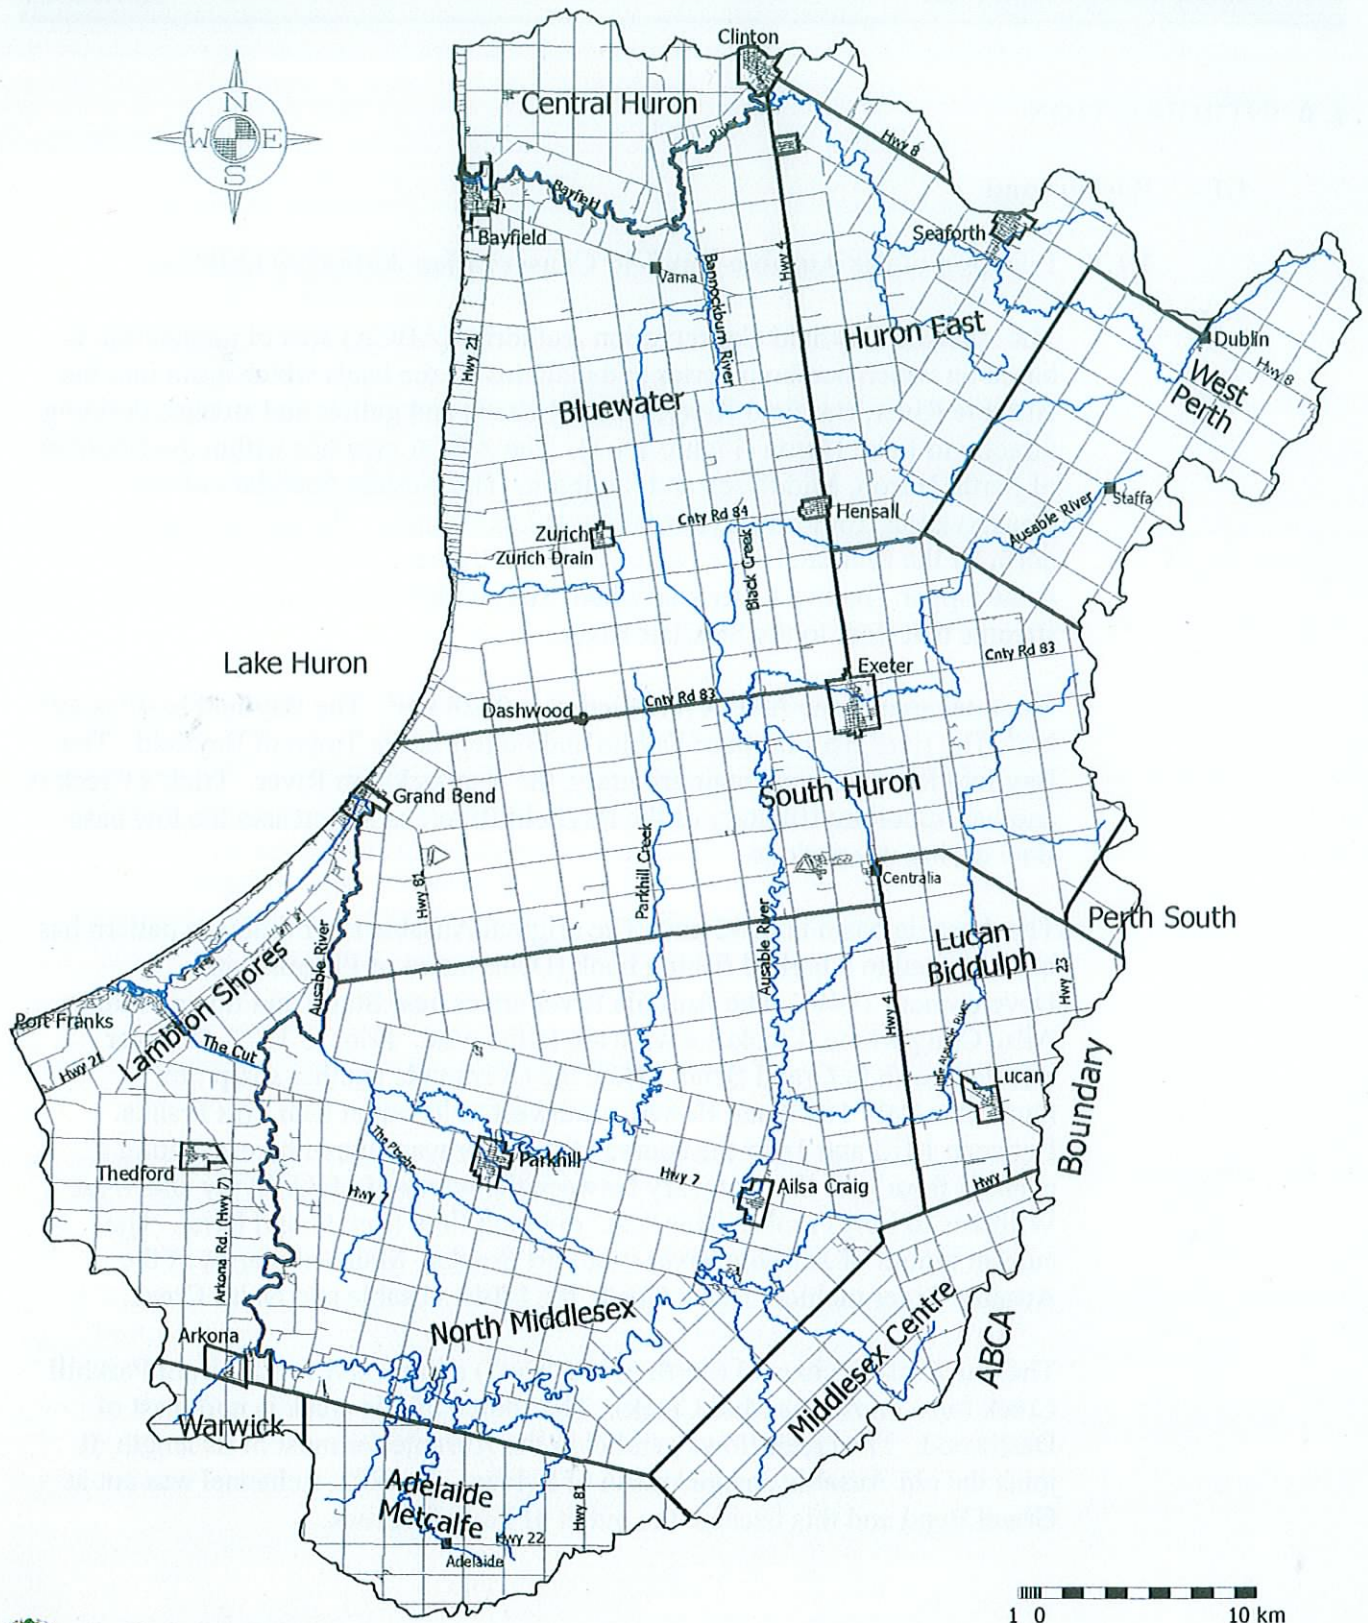 Clinton
Central Huron
N
W E
S
River
Hwy 8
Bayfield
Seaforth
Bayfield
Hwy 4
Varna
Bannockburn River
Huron East
Dublin
Hwy 21
Hwy 8
West
Perth
Bluewater
Staffa
Ausable River
Cnty Rd 84
Hensall
Zurich
Zurich Drain
Black Creek
Lake Huron
Cnty Rd 83
Exeter
Cnty Rd 83
Dashwood
South Huron
Grand Bend
Parkhill Creek
Hwy 81
Centralia
Perth South
Ausable River
Ausable River
Lucan
Biddulph
Hwy 23
Lambton Shores
Hwy 4
Port Franks
Hwy 21
The Cut
Little Ausable River
Lucan
ABCA Boundary
Parkhill
Thedford
Hwy 7
Hwy 7
Ailsa Craig
Hwy 7
Arkona Rd. (Hwy 7)
North Middlesex
Middlesex Centre
Arkona
Warwick
Adelaide
Metcalfe
Hwy 81
Hwy 22
Adelaide
1 0 10 km